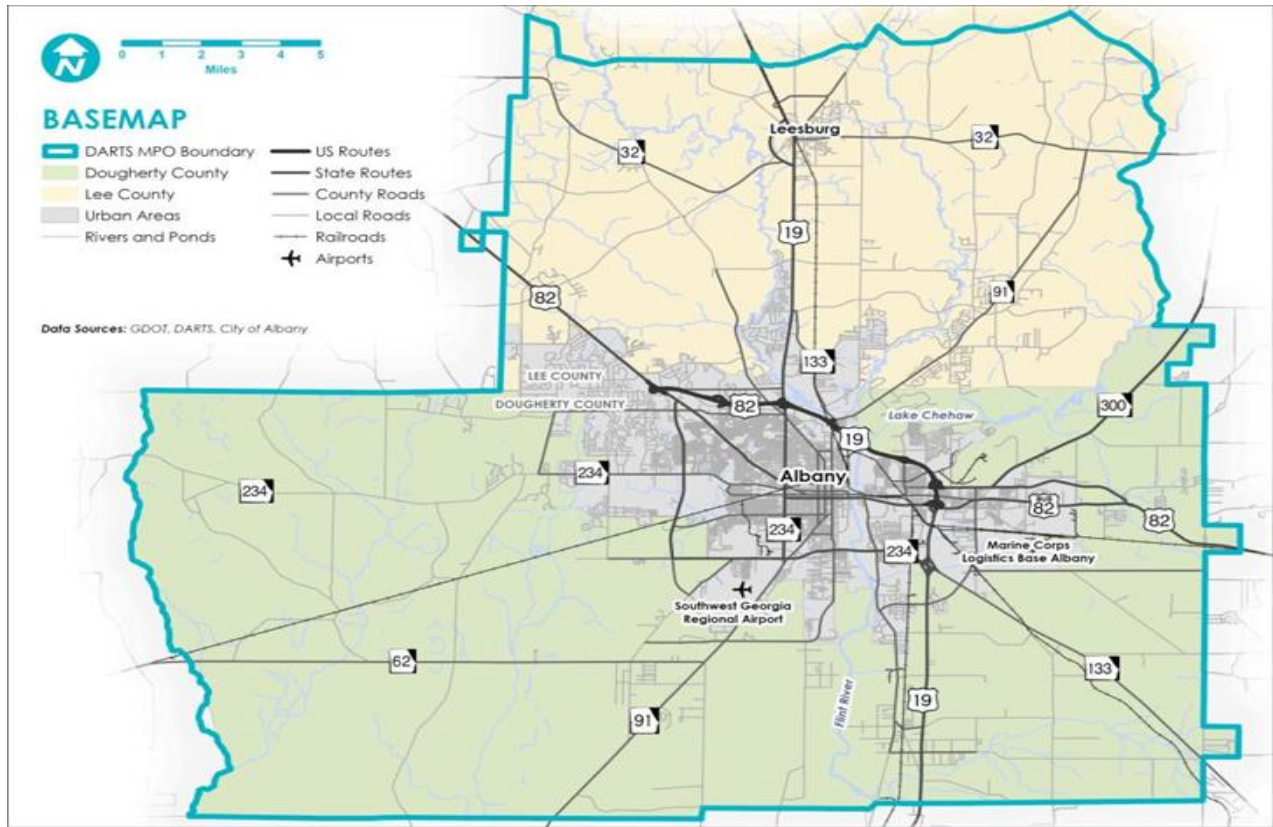 N
0 1 2 3 4 5
Miles
BASEMAP
DARTS MPO Boundary
Dougherty County
Lee County
Urban Areas
Rivers and Ponds
US Routes
State Routes
County Roads
Local Roads
Railroads
Airports
Data Sources: GDOT, DARTS, City of Albany
Leesburg
32
32
19
82
91
133
LEE COUNTY
DOUGHERTY COUNTY
82
300
Lake Chehaw
19
234
234
Albany
82
82
234
234
Marine Corps
Logistics Base Albany
Southwest Georgia
Regional Airport
62
133
91
19
Flint River